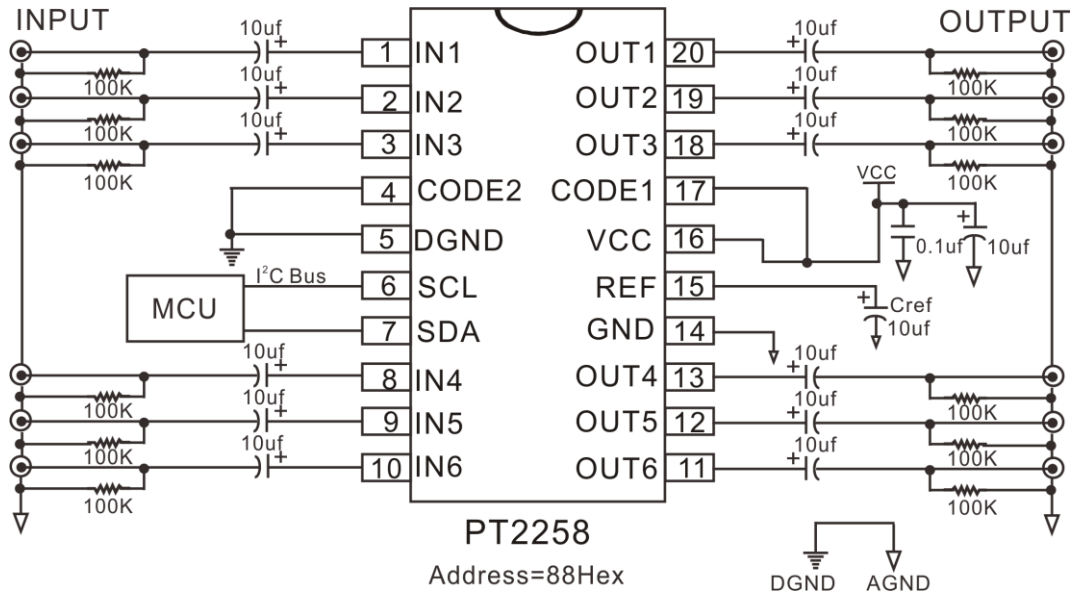 INPUT
OUTPUT
10uf + 1 IN1 OUT1 20 + 10uf
100K 100K
10uf + 2 IN2 OUT2 19 + 10uf
100K 100K
10uf + 3 IN3 OUT3 18 + 10uf
100K 100K
4 CODE2 CODE1 17 VCC
5 DGND VCC 16 0.1uf + 10uf
I²C Bus
MCU
6 SCL REF 15 + Cref
10uf
7 SDA GND 14
10uf + 8 IN4 OUT4 13 + 10uf
100K 100K
10uf + 9 IN5 OUT5 12 + 10uf
100K 100K
10uf + 10 IN6 OUT6 11 + 10uf
100K 100K
PT2258
Address=88Hex
DGND AGND